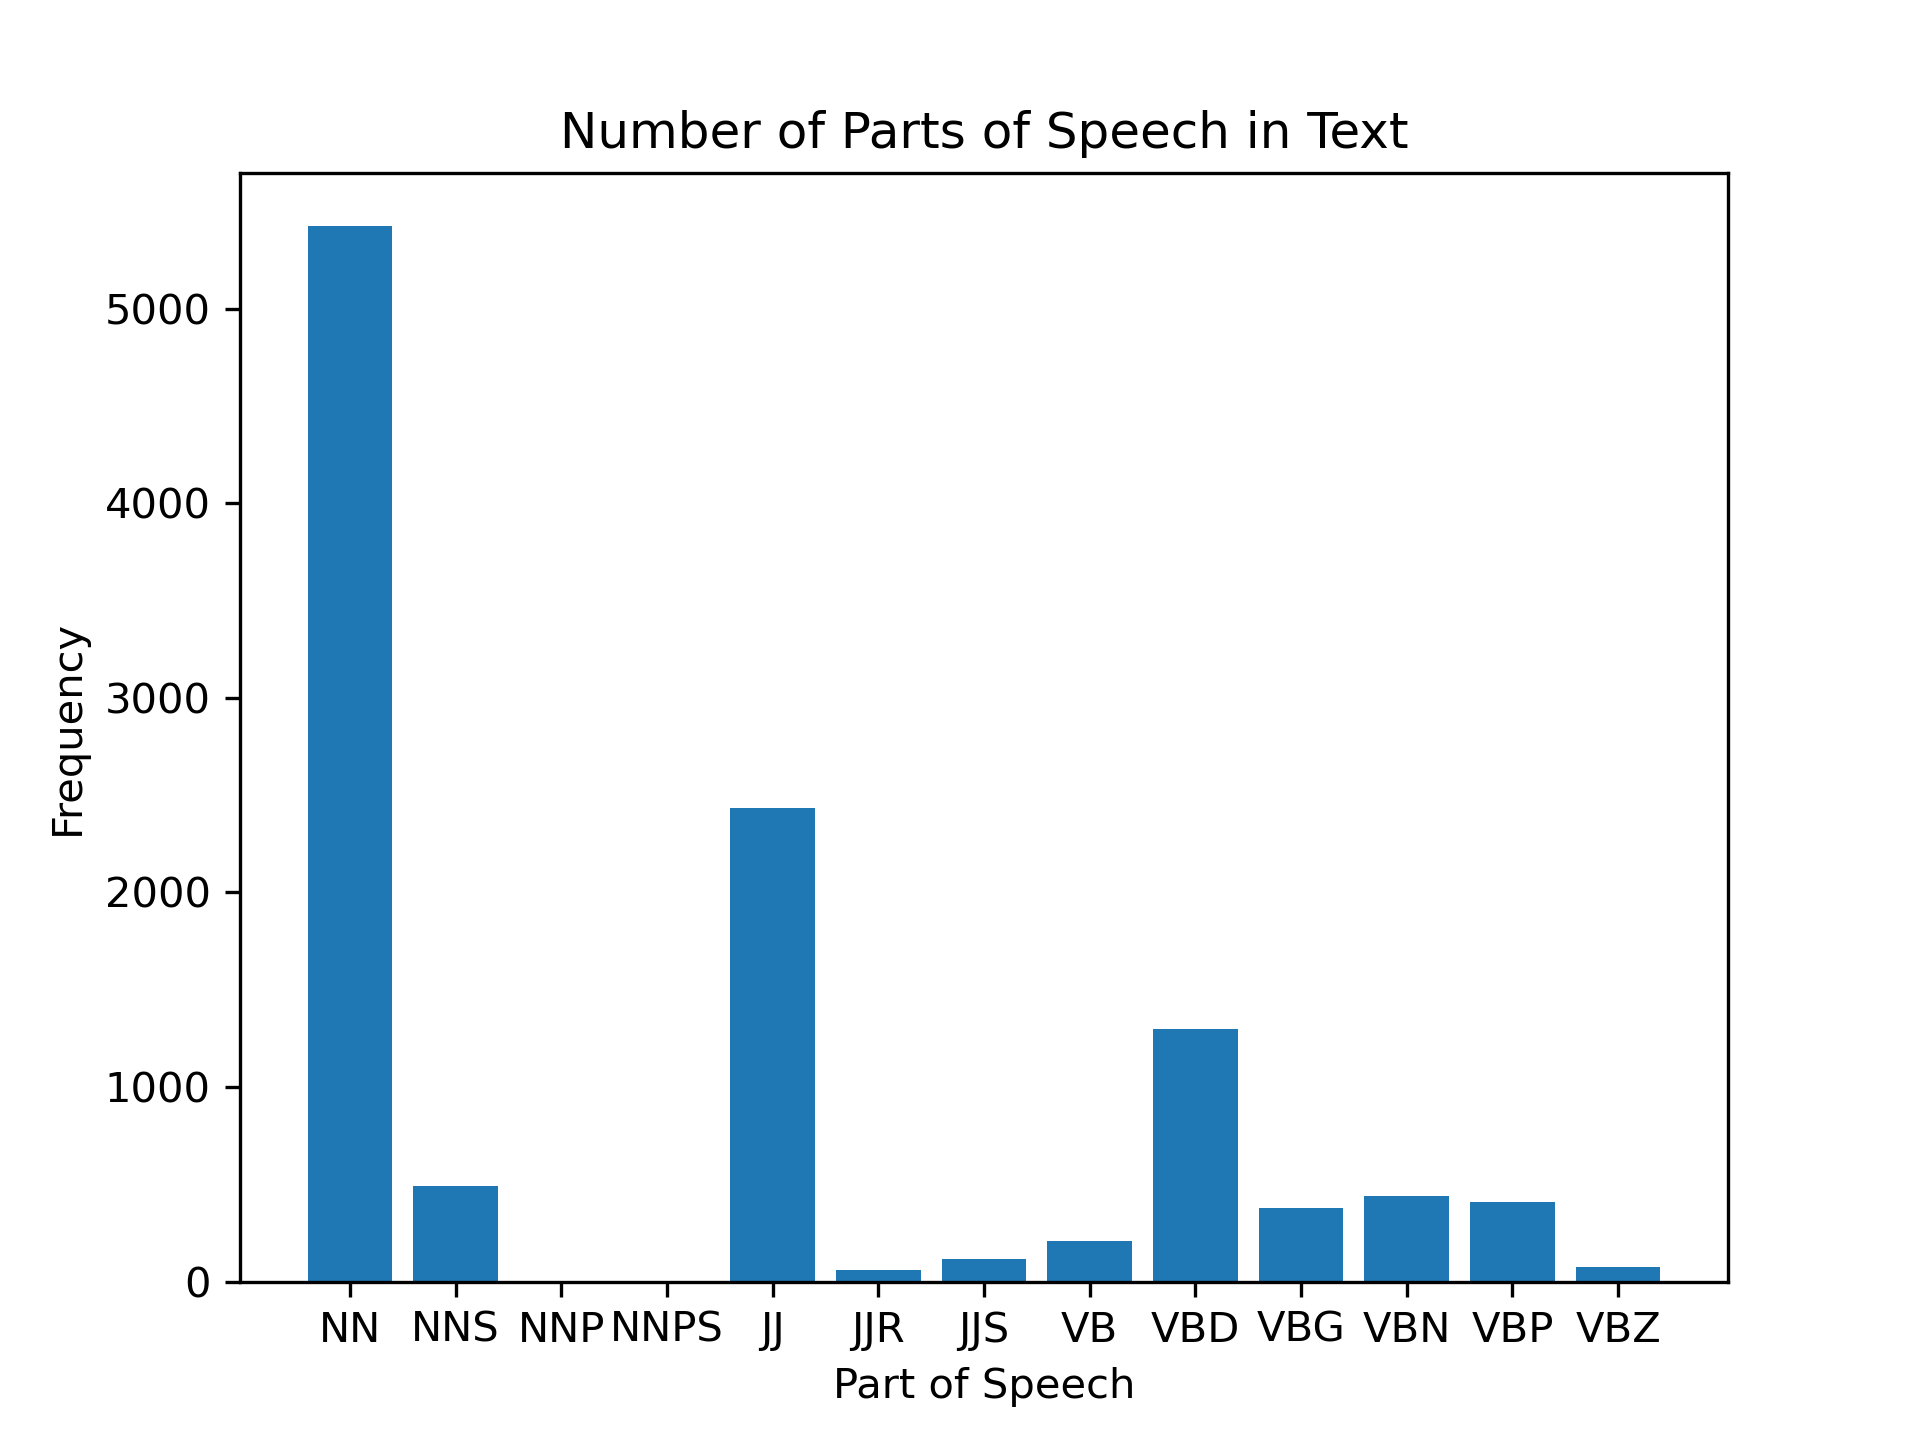 Number of Parts of Speech in Text
Frequency
5000
4000
3000
2000
1000
0
NN NNS NNP NNPS JJ JJR JJS VB VBD VBG VBN VBP VBZ
Part of Speech